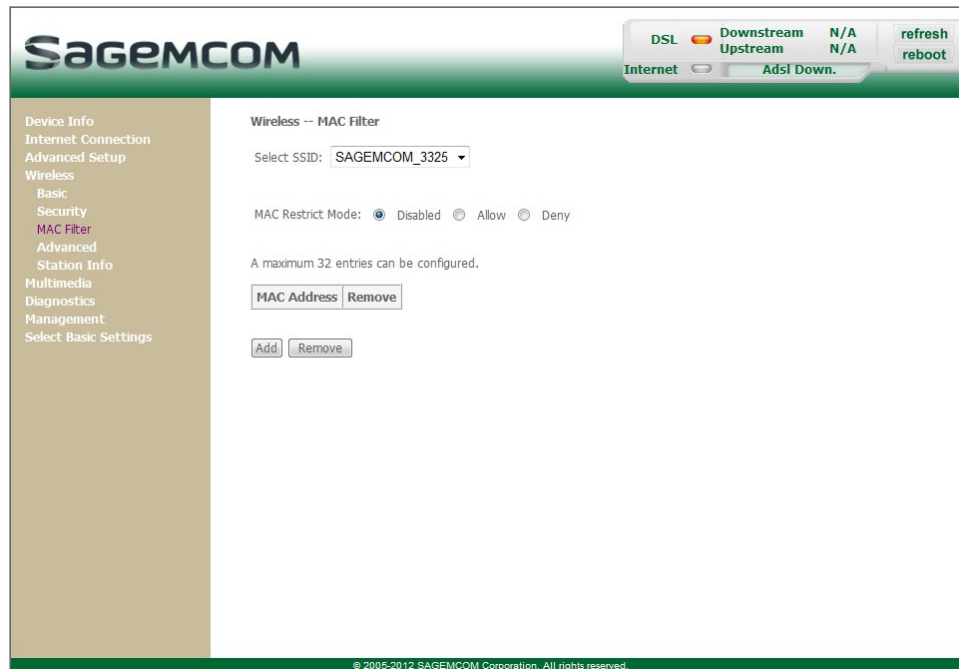 SAGEMCOM
DSL Downstream N/A
Upstream N/A
Internet Adsl Down.
refresh
reboot
Device Info
Internet Connection
Advanced Setup
Wireless
Basic
Security
MAC Filter
Advanced
Station Info
Multimedia
Diagnostics
Management
Select Basic Settings
Wireless -- MAC Filter
Select SSID: SAGEMCOM_3325
MAC Restrict Mode: Disabled Allow Deny
A maximum 32 entries can be configured.
MAC Address Remove
Add Remove
© 2005-2012 SAGEMCOM Corporation. All rights reserved.